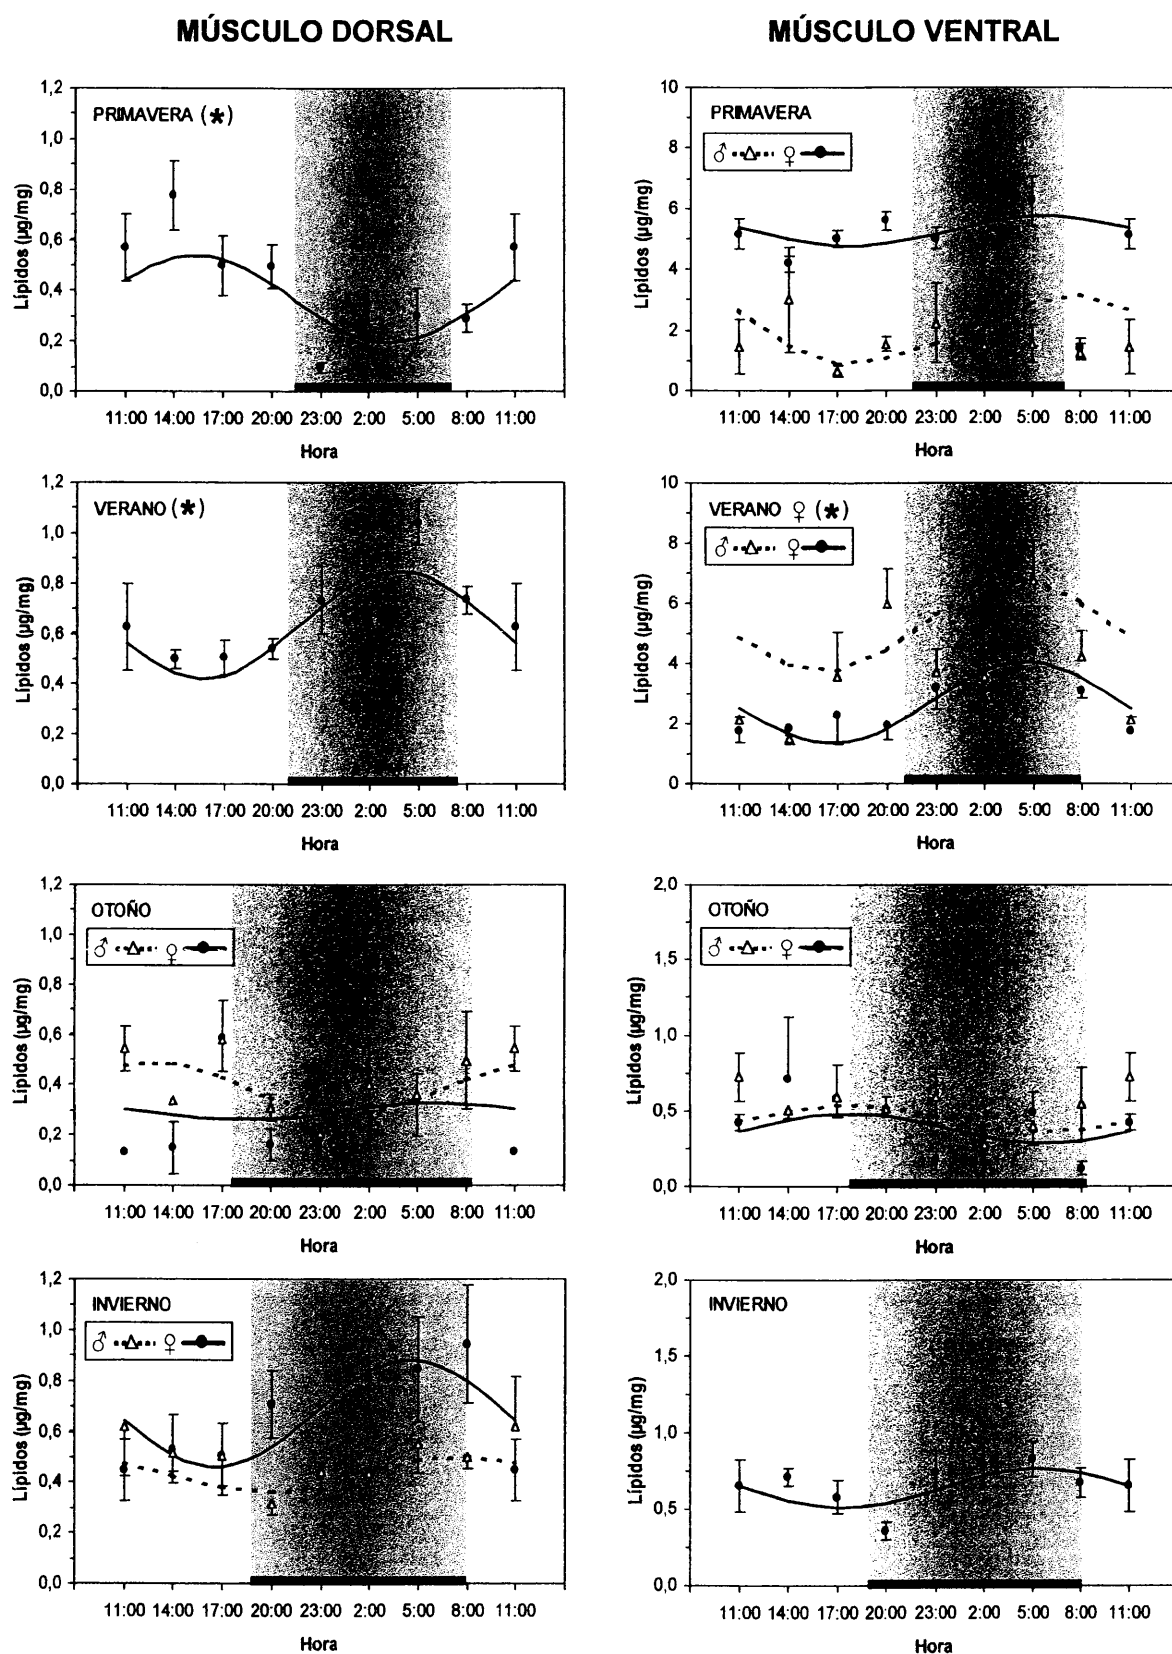 MÚSCULO DORSAL
MÚSCULO VENTRAL
PRIMAVERA (*)
Lípidos (µg/mg)
1,2
1,0
0,8
0,6
0,4
0,2
0,0
11:00 14:00 17:00 20:00 23:00 2:00 5:00 8:00 11:00
Hora
PRIMAVERA
♂ ♀
Lípidos (µg/mg)
10
8
6
4
2
0
11:00 14:00 17:00 20:00 23:00 2:00 5:00 8:00 11:00
Hora
VERANO (*)
Lípidos (µg/mg)
1,2
1,0
0,8
0,6
0,4
0,2
0,0
11:00 14:00 17:00 20:00 23:00 2:00 5:00 8:00 11:00
Hora
VERANO ♀ (*)
♂ ♀
Lípidos (µg/mg)
10
8
6
4
2
0
11:00 14:00 17:00 20:00 23:00 2:00 5:00 8:00 11:00
Hora
OTOÑO
♂ ♀
Lípidos (µg/mg)
1,2
1,0
0,8
0,6
0,4
0,2
0,0
11:00 14:00 17:00 20:00 23:00 2:00 5:00 8:00 11:00
Hora
OTOÑO
♂ ♀
Lípidos (µg/mg)
2,0
1,5
1,0
0,5
0,0
11:00 14:00 17:00 20:00 23:00 2:00 5:00 8:00 11:00
Hora
INVIERNO
♂ ♀
Lípidos (µg/mg)
1,2
1,0
0,8
0,6
0,4
0,2
0,0
11:00 14:00 17:00 20:00 23:00 2:00 5:00 8:00 11:00
Hora
INVIERNO
Lípidos (µg/mg)
2,0
1,5
1,0
0,5
0,0
11:00 14:00 17:00 20:00 23:00 2:00 5:00 8:00 11:00
Hora